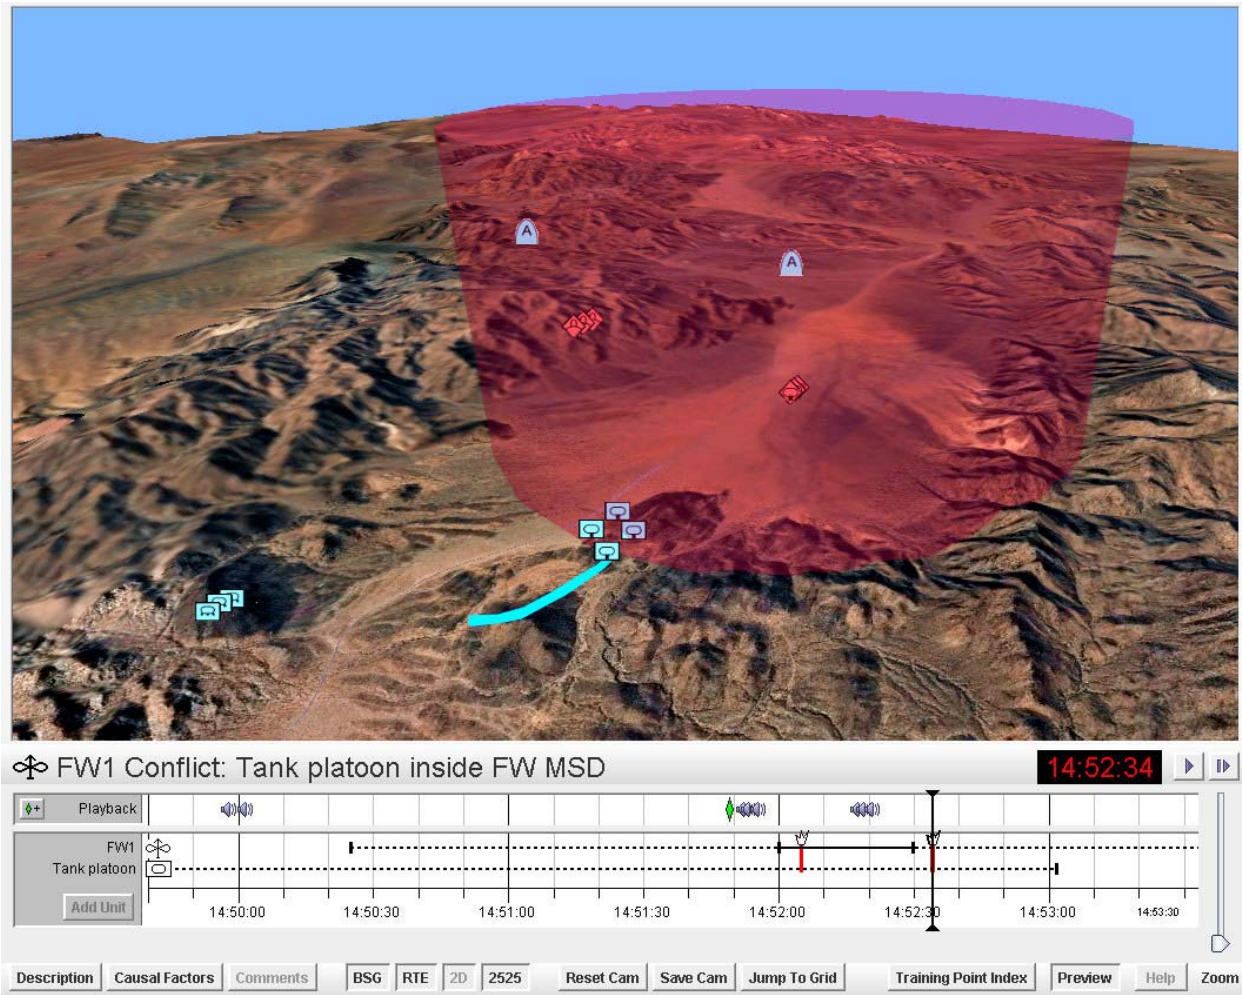 A
A
FW1 Conflict: Tank platoon inside FW MSD
14:52:34
Playback
FW1
Tank platoon
Add Unit
14:50:00 14:50:30 14:51:00 14:51:30 14:52:00 14:52:30 14:53:00 14:53:30
Description Causal Factors Comments BSG RTE 2D 2525 Reset Cam Save Cam Jump To Grid Training Point Index Preview Help Zoom